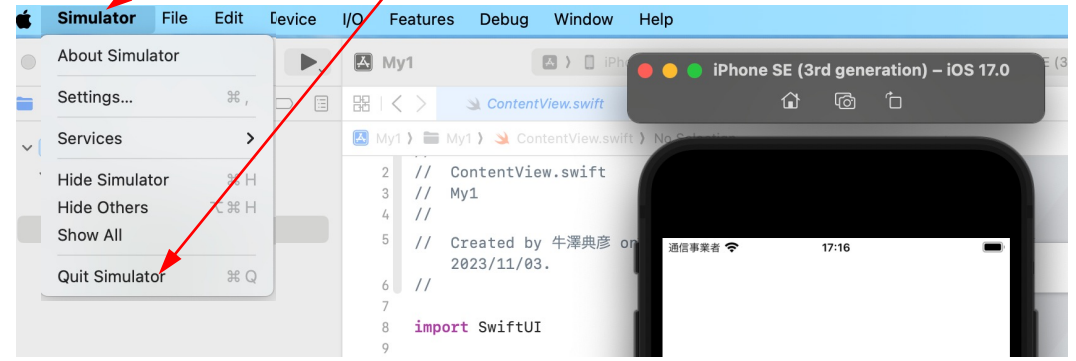 Simulator File Edit Device I/O Features Debug Window Help
About Simulator
Settings... ⌘ ,
Services
Hide Simulator ⌘ H
Hide Others ⌥ ⌘ H
Show All
Quit Simulator ⌘ Q
My1
iPh
E (3
iPhone SE (3rd generation) – iOS 17.0
ContentView.swift
My1 〉 My1 〉 ContentView.swift 〉 No Selection
2 // ContentView.swift
3 // My1
4 //
5 // Created by 牛澤典彦 on
2023/11/03.
6 //
7
8 import SwiftUI
9
通信事業者 17:16